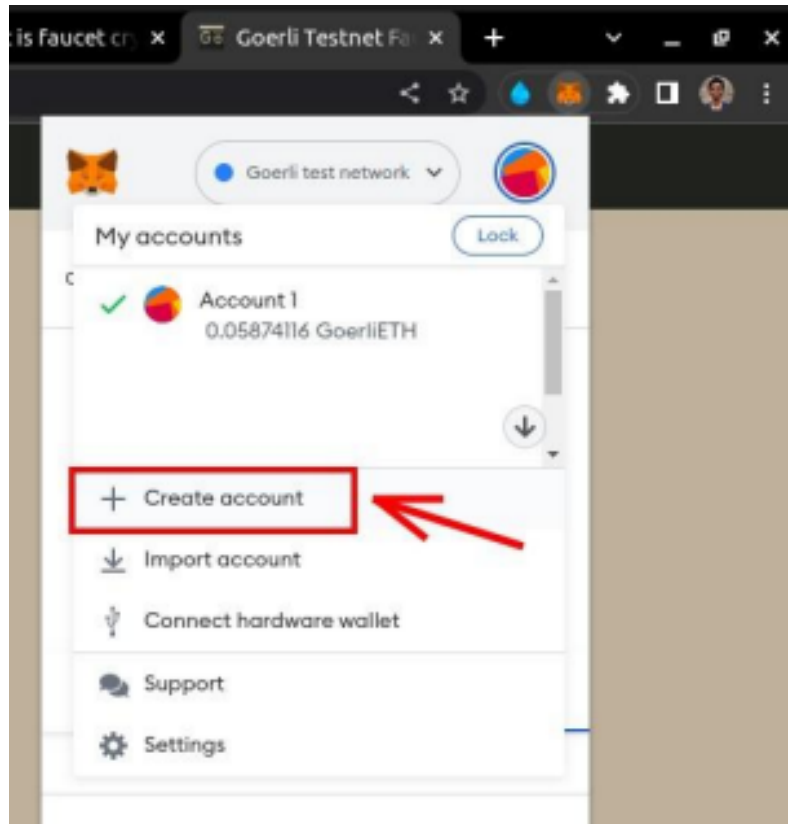 is faucet cry
Goerli Testnet Fa
Goerli test network
My accounts
Lock
Account 1
0.05874116 GoerliETH
Create account
Import account
Connect hardware wallet
Support
Settings